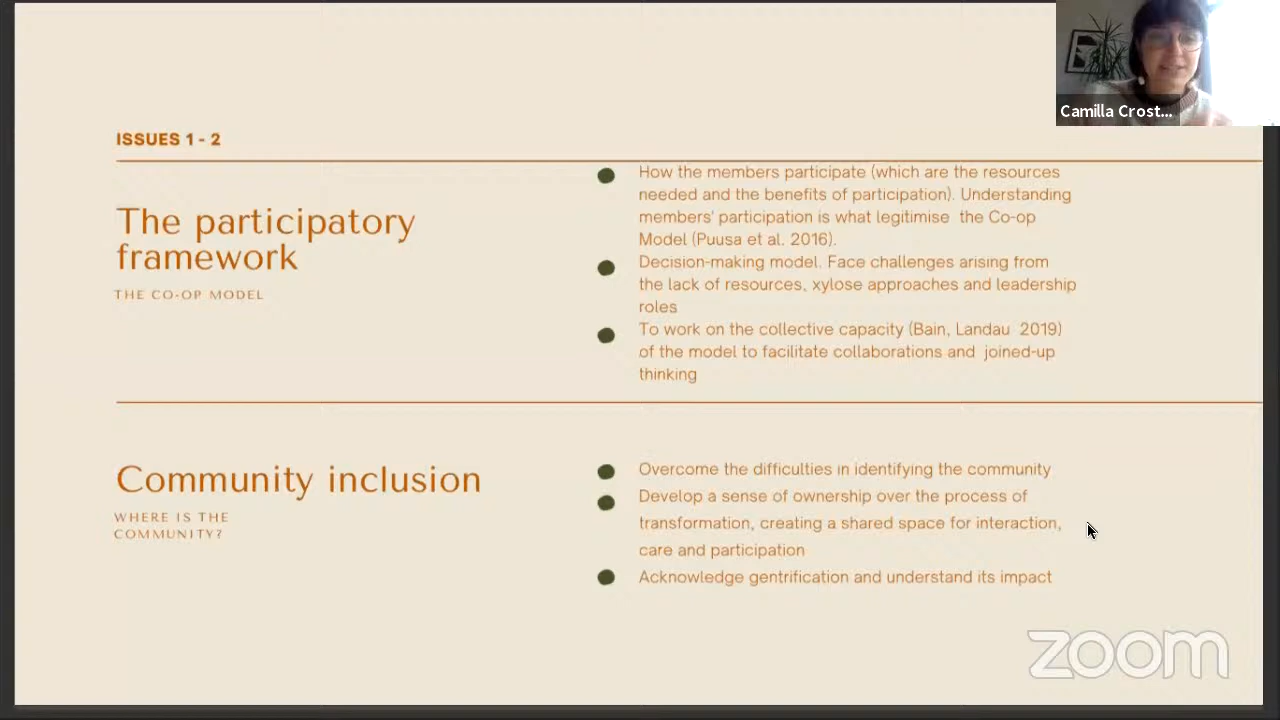 Camilla Crost...
ISSUES 1 - 2
The participatory
framework
THE CO-OP MODEL
How the members participate (which are the resources
needed and the benefits of participation). Understanding
members' participation is what legitimise the Co-op
Model (Puusa et al. 2016).
Decision-making model. Face challenges arising from
the lack of resources, xylose approaches and leadership
roles
To work on the collective capacity (Bain, Landau 2019)
of the model to facilitate collaborations and joined-up
thinking
Community inclusion
WHERE IS THE
COMMUNITY?
Overcome the difficulties in identifying the community
Develop a sense of ownership over the process of
transformation, creating a shared space for interaction,
care and participation
Acknowledge gentrification and understand its impact
zoom